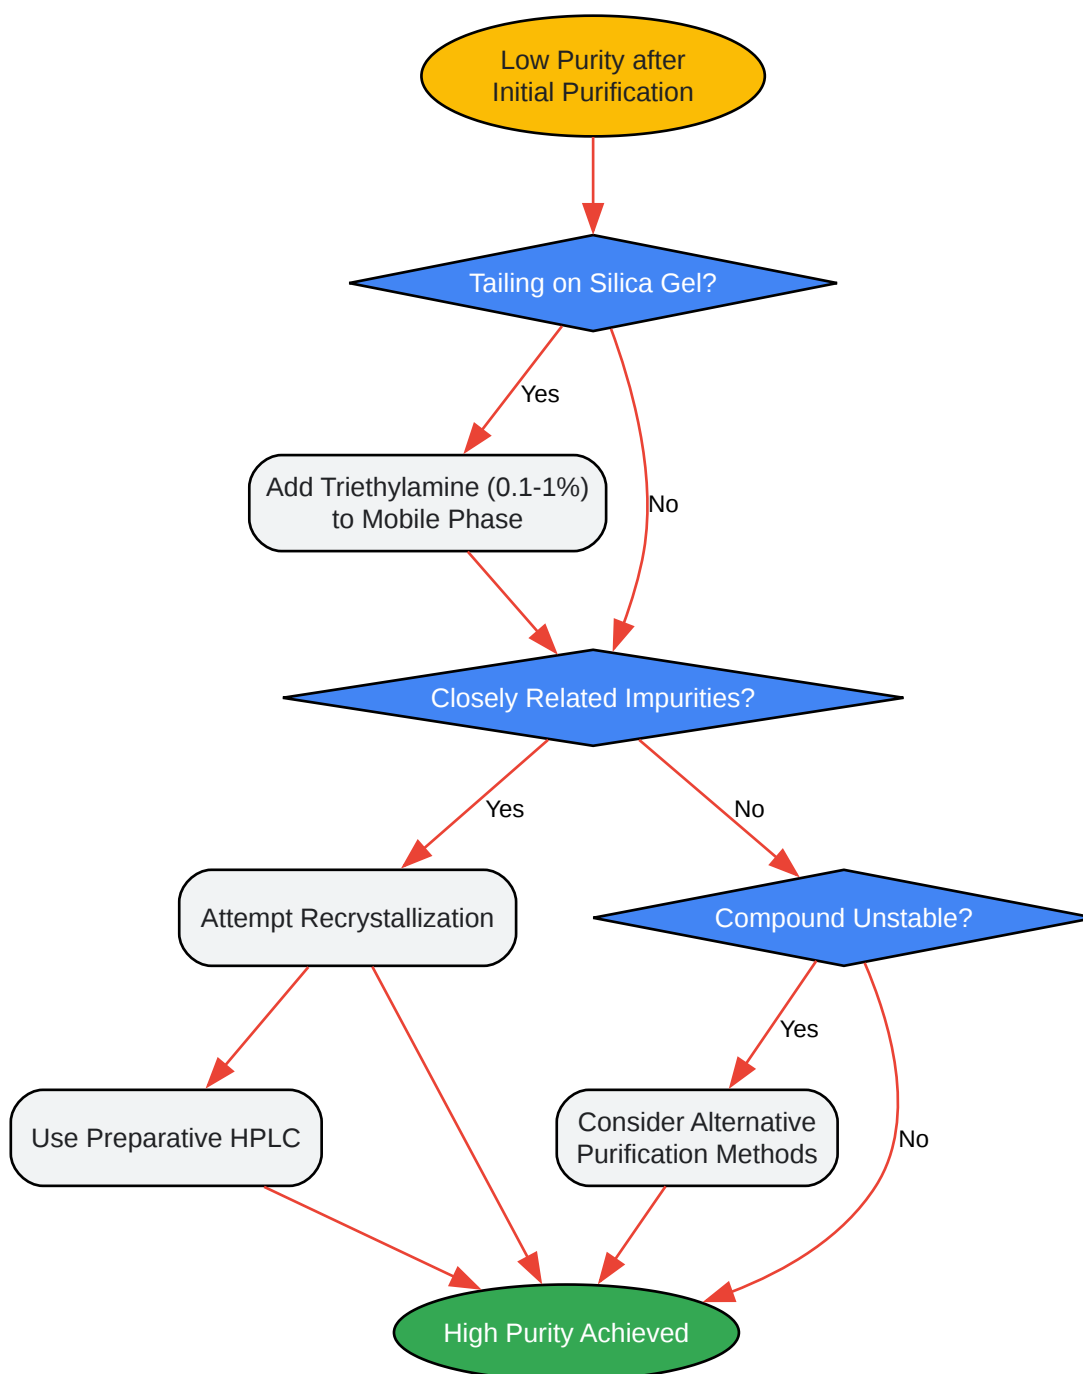 Low Purity after
Initial Purification
Tailing on Silica Gel?
Yes
Add Triethylamine (0.1-1%)
to Mobile Phase
No
Closely Related Impurities?
Yes
No
Attempt Recrystallization
Compound Unstable?
Yes
Use Preparative HPLC
Consider Alternative
Purification Methods
No
High Purity Achieved